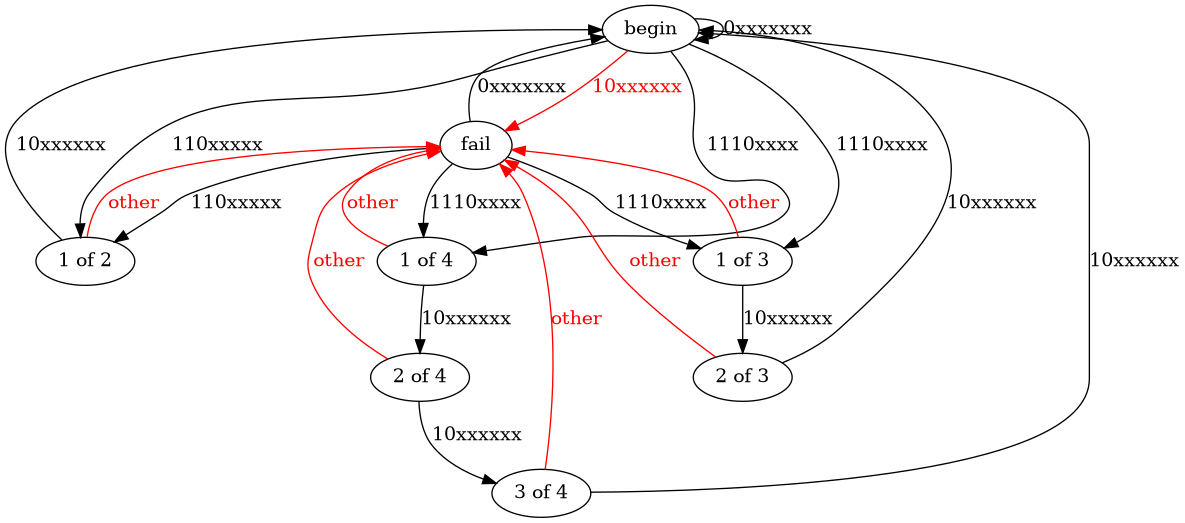 begin
0xxxxxxx
0xxxxxxx
10xxxxxx
10xxxxxx
110xxxxx
fail
1110xxxx
1110xxxx
other
110xxxxx
other
1110xxxx
1110xxxx
other
10xxxxxx
1 of 2
other
1 of 4
other
1 of 3
10xxxxxx
10xxxxxx
other
10xxxxxx
2 of 4
2 of 3
10xxxxxx
3 of 4